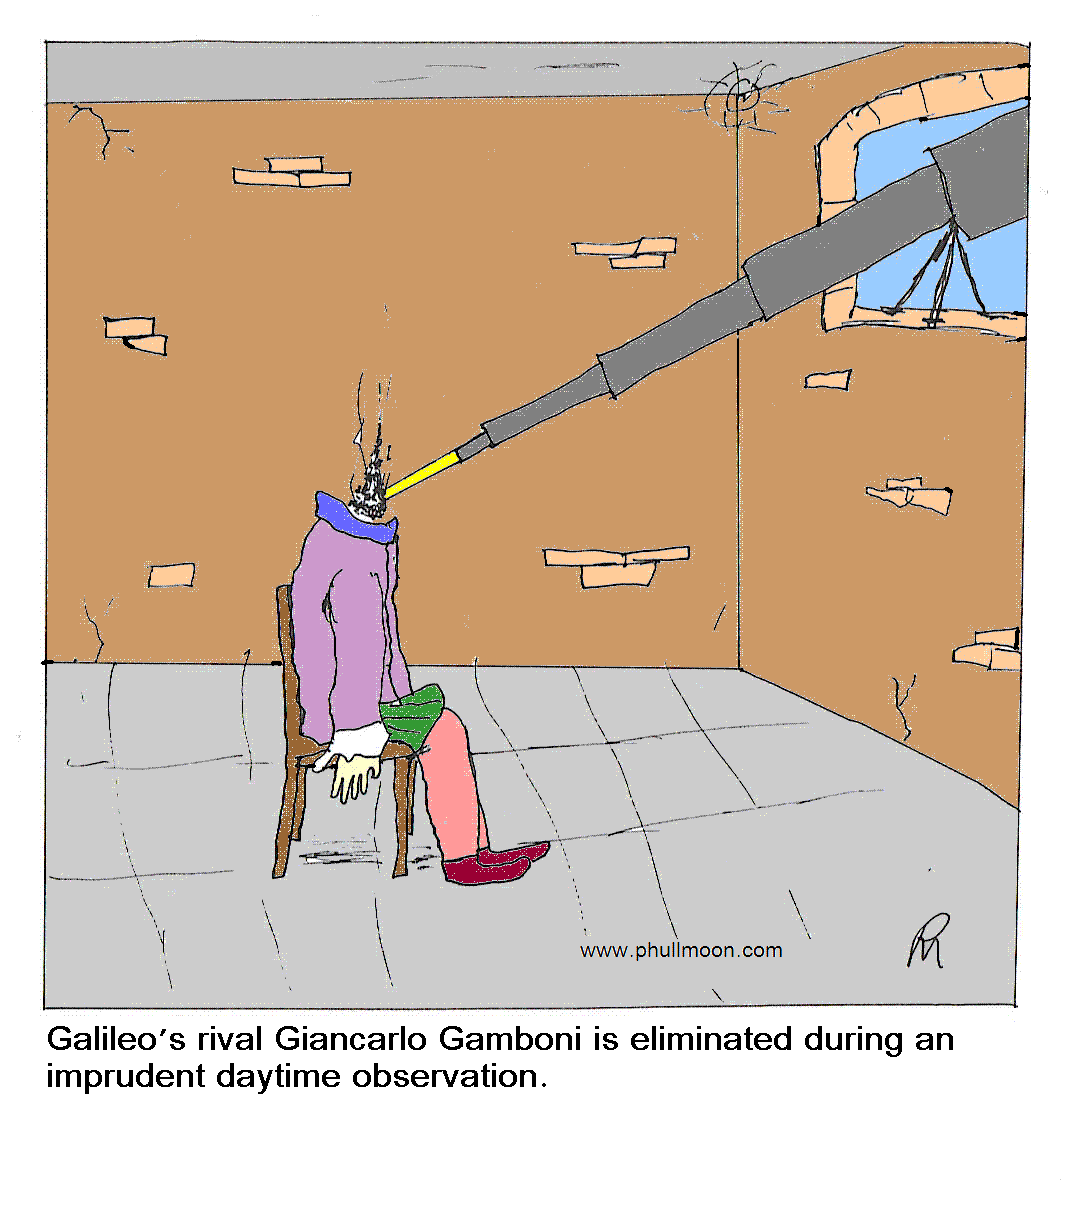 www.phullmoon.com
Galileo's rival Giancarlo Gamboni is eliminated during an
imprudent daytime observation.